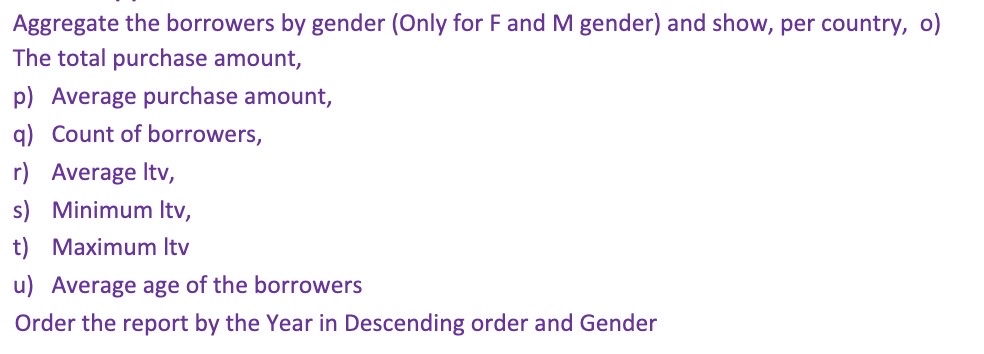 Aggregate the borrowers by gender (Only for F and M gender) and show, per country, o)
The total purchase amount,
p) Average purchase amount,
q) Count of borrowers,
r) Average ltv,
s) Minimum ltv,
t) Maximum ltv
u) Average age of the borrowers
Order the report by the Year in Descending order and Gender